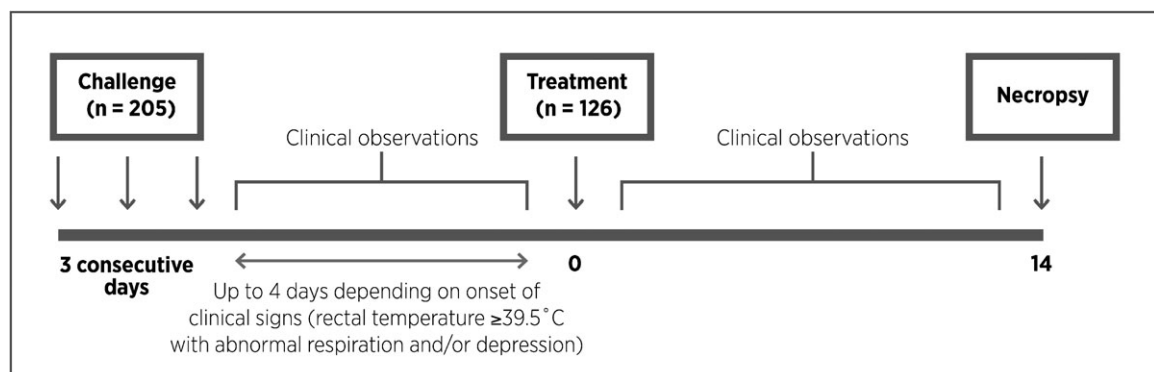 Challenge
(n = 205)
Treatment
(n = 126)
Necropsy
Clinical observations
Clinical observations
3 consecutive
days
0
14
Up to 4 days depending on onset of
clinical signs (rectal temperature ≥39.5˚C
with abnormal respiration and/or depression)